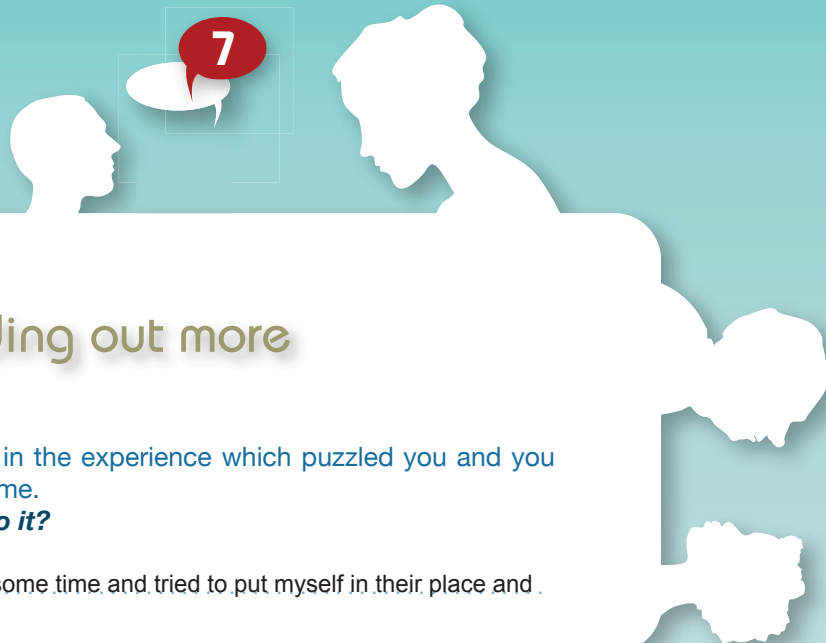 7
ding out more
in the experience which puzzled you and you
me.
o it?
some time and tried to put myself in their place and